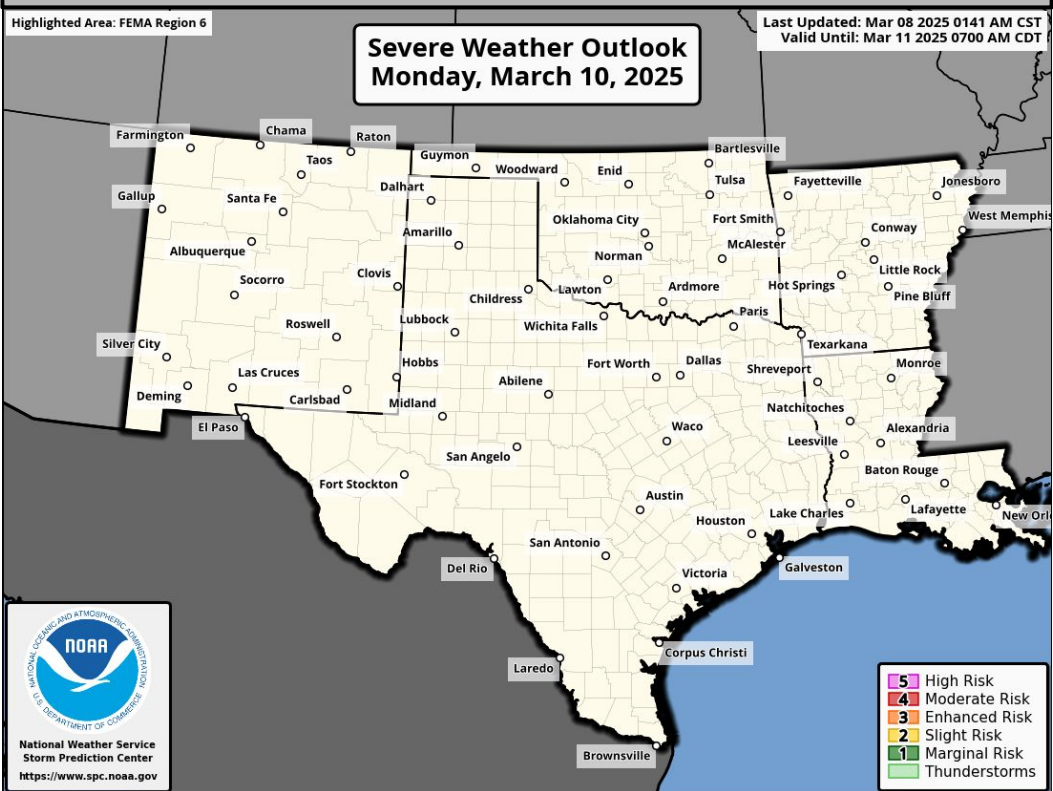 Highlighted Area: FEMA Region 6
Last Updated: Mar 08 2025 0141 AM CST
Valid Until: Mar 11 2025 0700 AM CDT
Severe Weather Outlook
Monday, March 10, 2025
Farmington
Chama
Raton
Taos
Guymon
Woodward
Enid
Bartlesville
Tulsa
Fayetteville
Jonesboro
Gallup
Santa Fe
Dalhart
Amarillo
Oklahoma City
Fort Smith
West Memphis
Albuquerque
Norman
McAlester
Conway
Socorro
Clovis
Childress
Lawton
Ardmore
Hot Springs
Little Rock
Pine Bluff
Roswell
Lubbock
Wichita Falls
Paris
Texarkana
Silver City
Las Cruces
Hobbs
Fort Worth
Dallas
Shreveport
Monroe
Deming
Carlsbad
Midland
Abilene
Natchitoches
El Paso
Waco
Leesville
Alexandria
San Angelo
Fort Stockton
Baton Rouge
Austin
Houston
Lake Charles
Lafayette
New Orl
San Antonio
Del Rio
Victoria
Galveston
Laredo
Corpus Christi
Brownsville
NATIONAL OCEANIC AND ATMOSPHERIC ADMINISTRATION
NOAA
U.S. DEPARTMENT OF COMMERCE
National Weather Service
Storm Prediction Center
https://www.spc.noaa.gov
5 High Risk
4 Moderate Risk
3 Enhanced Risk
2 Slight Risk
1 Marginal Risk
Thunderstorms